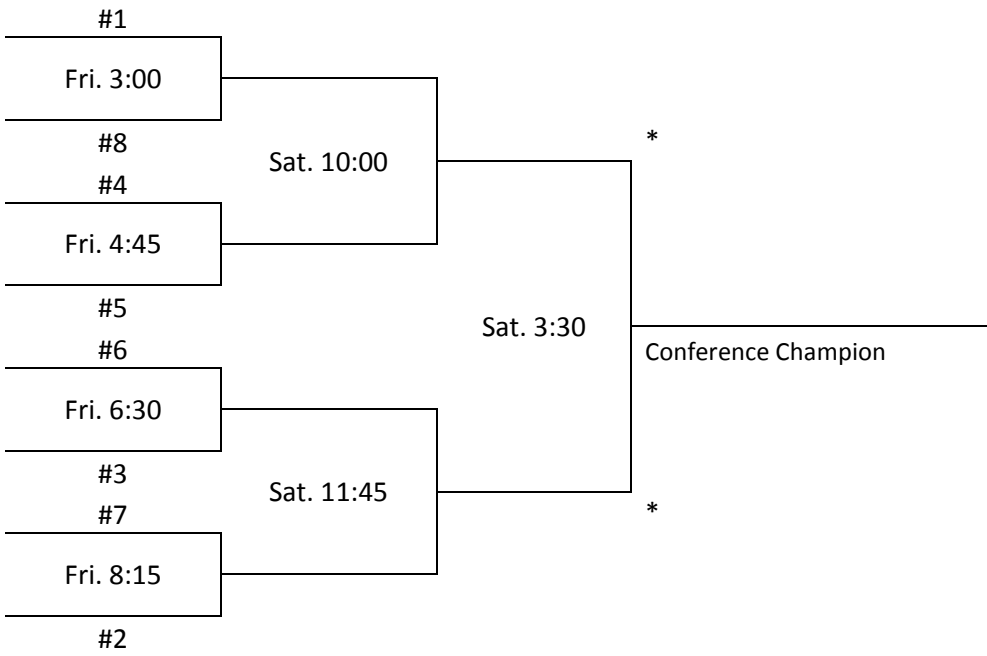 #1
Fri. 3:00
#8
*
Sat. 10:00
#4
Fri. 4:45
#5
Sat. 3:30
#6
Conference Champion
Fri. 6:30
#3
Sat. 11:45
#7
*
Fri. 8:15
#2